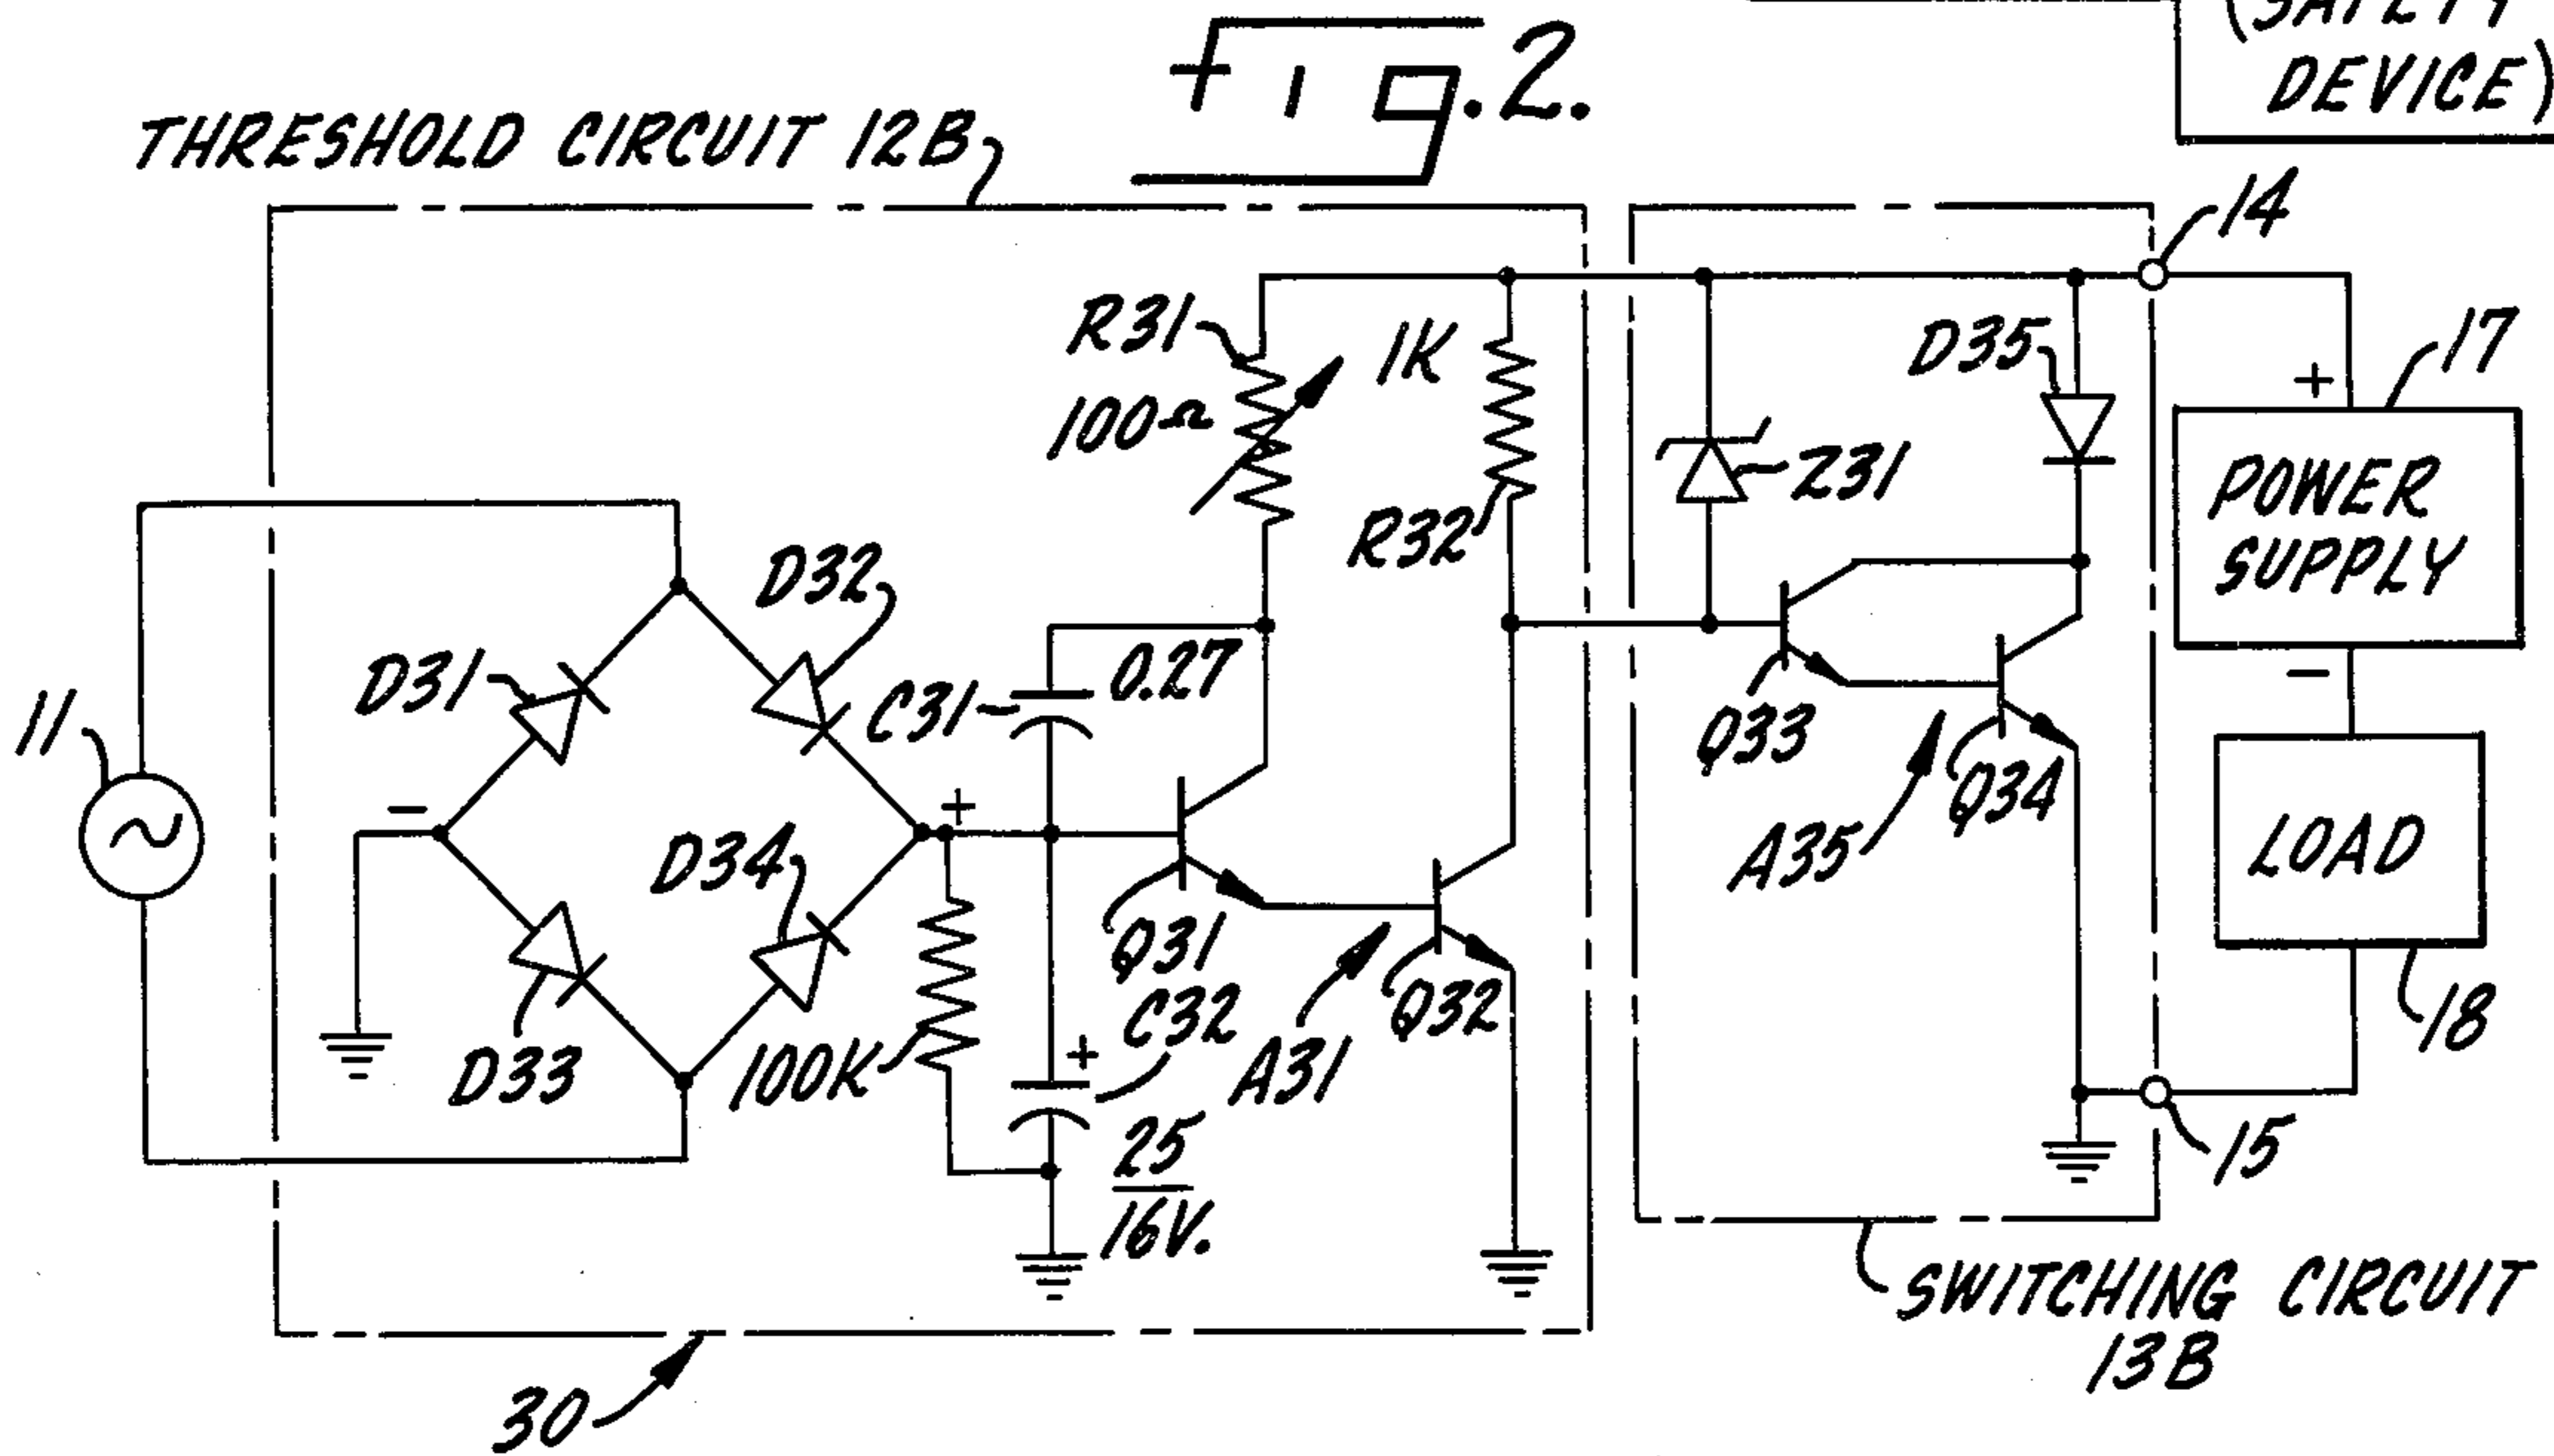 (SAFETY
DEVICE)
Fig. 2.
THRESHOLD CIRCUIT 12B
14
R31
100Ω
1K
R32
Z31
D35
17
+
POWER
SUPPLY
−
D32
D31
C31
0.27
11
−
+
D34
D33
100K
Q31
C32
+
25
16V.
A31
Q32
Q33
Q34
A35
LOAD
18
15
SWITCHING CIRCUIT
13B
30